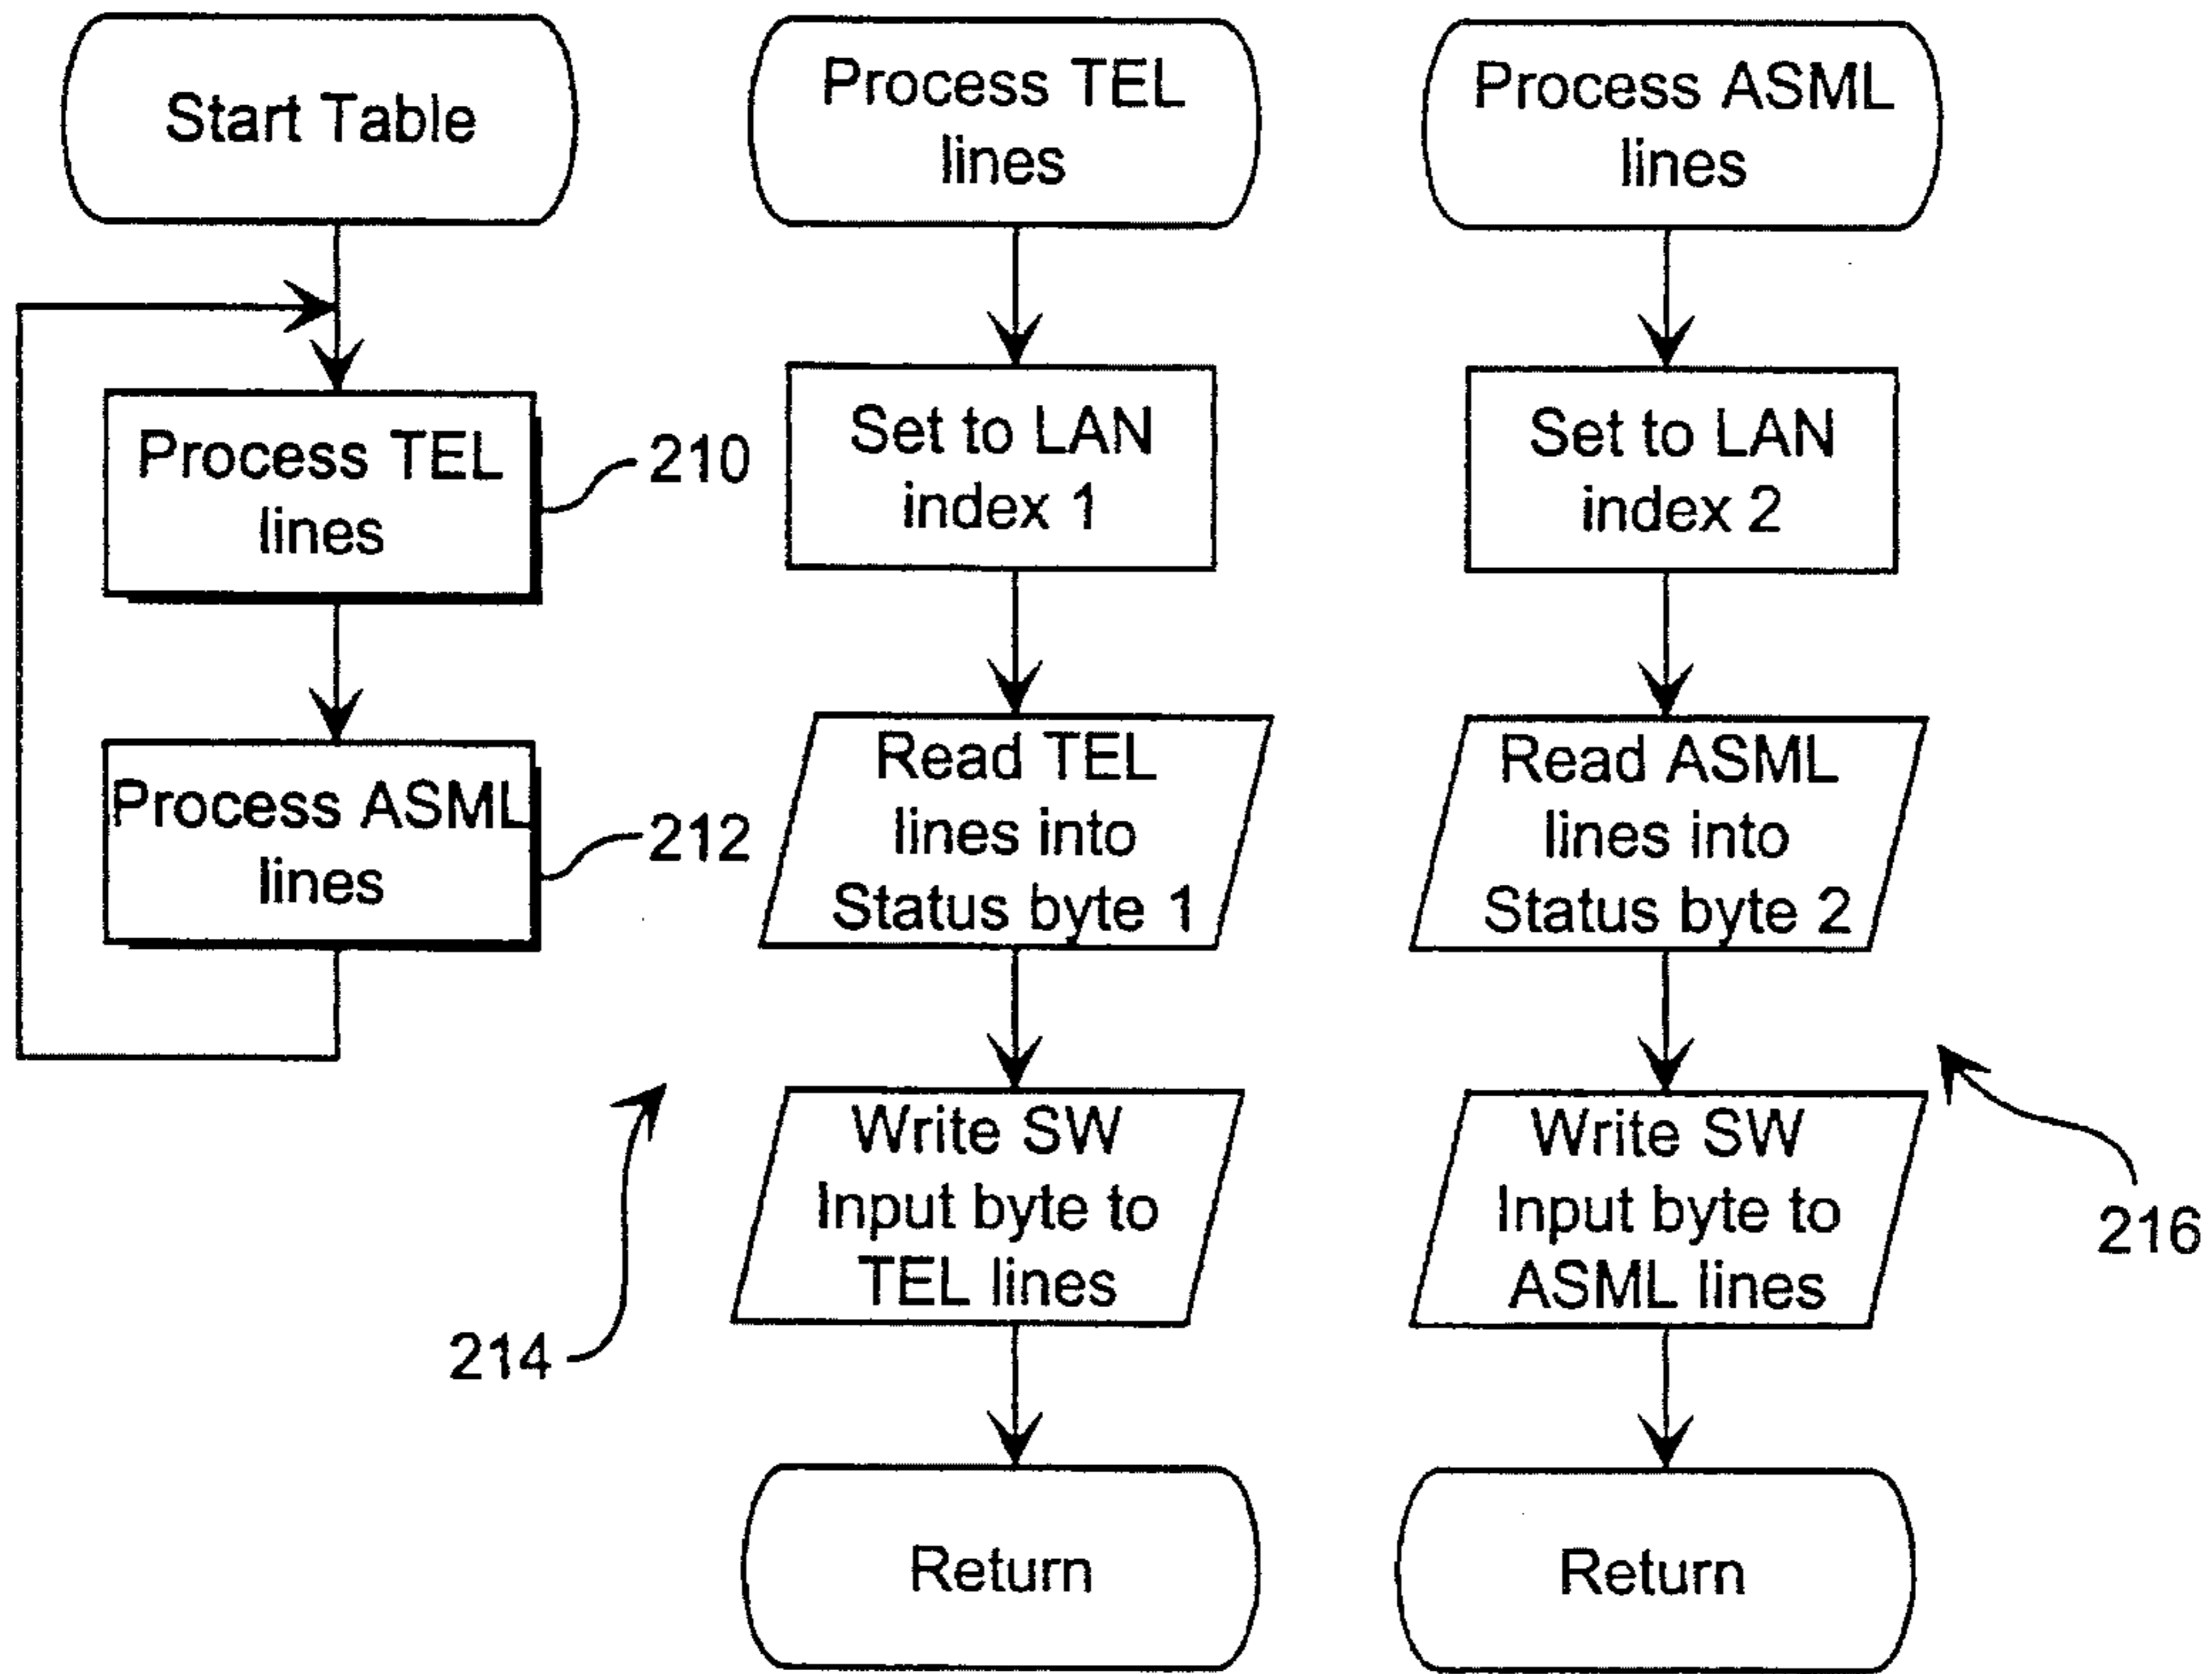 Start Table
Process TEL
lines
210
Process ASML
lines
212
Process TEL
lines
Set to LAN
index 1
Read TEL
lines into
Status byte 1
Write SW
Input byte to
TEL lines
Return
214
Process ASML
lines
Set to LAN
index 2
Read ASML
lines into
Status byte 2
Write SW
Input byte to
ASML lines
Return
216